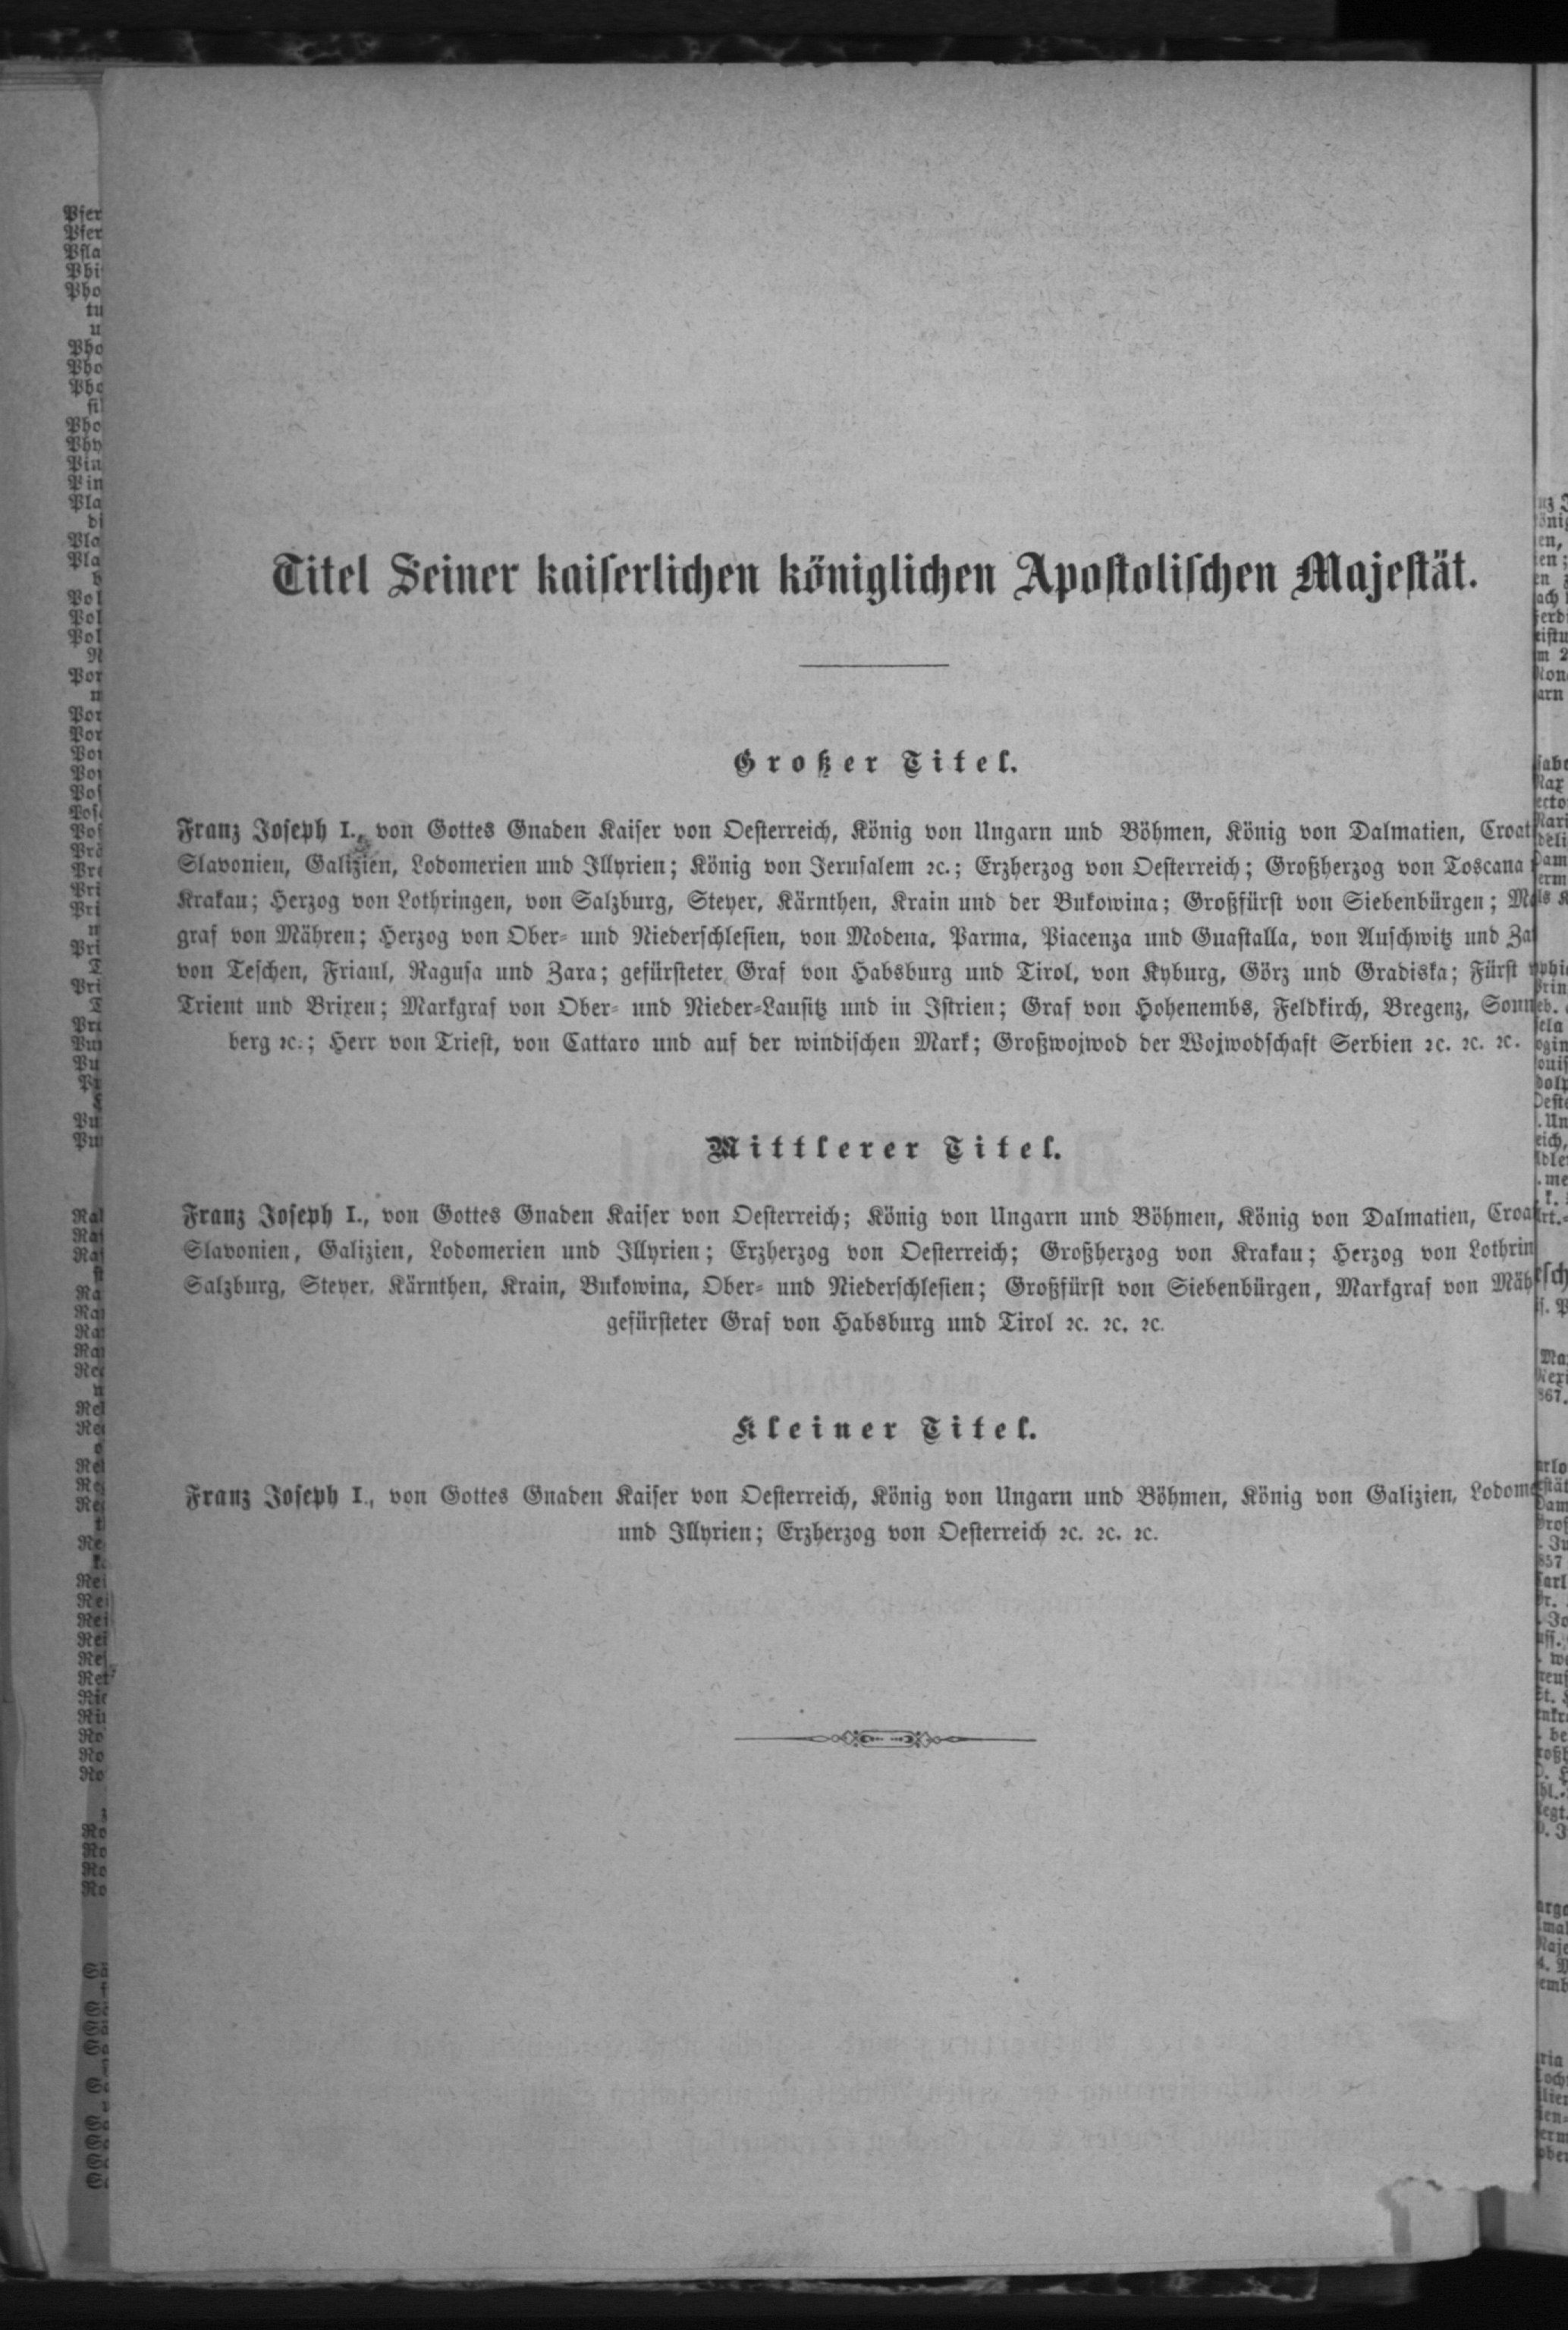 Titel Seiner kaiserlichen königlichen Apostolischen Majestät.
Großer Titel.
Franz Joseph I., von Gottes Gnaden Kaiser von Oesterreich, König von Ungarn und Böhmen, König von Dalmatien, Croat
Slavonien, Galizien, Lodomerien und Illyrien; König von Jerusalem ꝛc.; Erzherzog von Oesterreich; Großherzog von Toscana
Krakau; Herzog von Lothringen, von Salzburg, Steyer, Kärnthen, Krain und der Bukowina; Großfürst von Siebenbürgen; Ma
graf von Mähren; Herzog von Ober- und Niederschlesien, von Modena, Parma, Piacenza und Guastalla, von Auschwitz und Za
von Teschen, Friaul, Ragusa und Zara; gefürsteter Graf von Habsburg und Tirol, von Kyburg, Görz und Gradiska; Fürst
Trient und Brixen; Markgraf von Ober- und Nieder-Lausitz und in Istrien; Graf von Hohenembs, Feldkirch, Bregenz, Sonn
berg ꝛc.; Herr von Triest, von Cattaro und auf der windischen Mark; Großwojwod der Wojwodschaft Serbien ꝛc. ꝛc. ꝛc.
Mittlerer Titel.
Franz Joseph I., von Gottes Gnaden Kaiser von Oesterreich; König von Ungarn und Böhmen, König von Dalmatien, Croa
Slavonien, Galizien, Lodomerien und Illyrien; Erzherzog von Oesterreich; Großherzog von Krakau; Herzog von Lothrin
Salzburg, Steyer, Kärnthen, Krain, Bukowina, Ober- und Niederschlesien; Großfürst von Siebenbürgen, Markgraf von Mäh
gefürsteter Graf von Habsburg und Tirol ꝛc. ꝛc. ꝛc.
Kleiner Titel.
Franz Joseph I., von Gottes Gnaden Kaiser von Oesterreich, König von Ungarn und Böhmen, König von Galizien, Lodom
und Illyrien; Erzherzog von Oesterreich ꝛc. ꝛc. ꝛc.